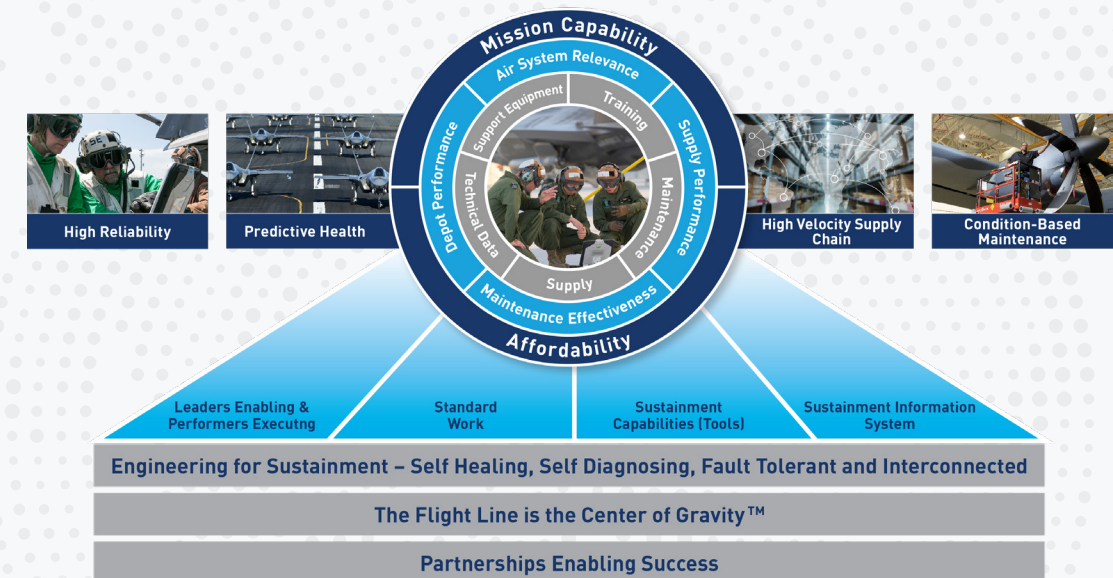 Mission Capability
Air System Relevance
Support Equipment
Training
Depot Performance
Supply Performance
Technical Data
Maintenance
Supply
Maintenance Effectiveness
Affordability
High Reliability
Predictive Health
High Velocity Supply
Chain
Condition-Based
Maintenance
Leaders Enabling &
Performers Executng
Standard
Work
Sustainment
Capabilities (Tools)
Sustainment Information
System
Engineering for Sustainment – Self Healing, Self Diagnosing, Fault Tolerant and Interconnected
The Flight Line is the Center of Gravity™
Partnerships Enabling Success